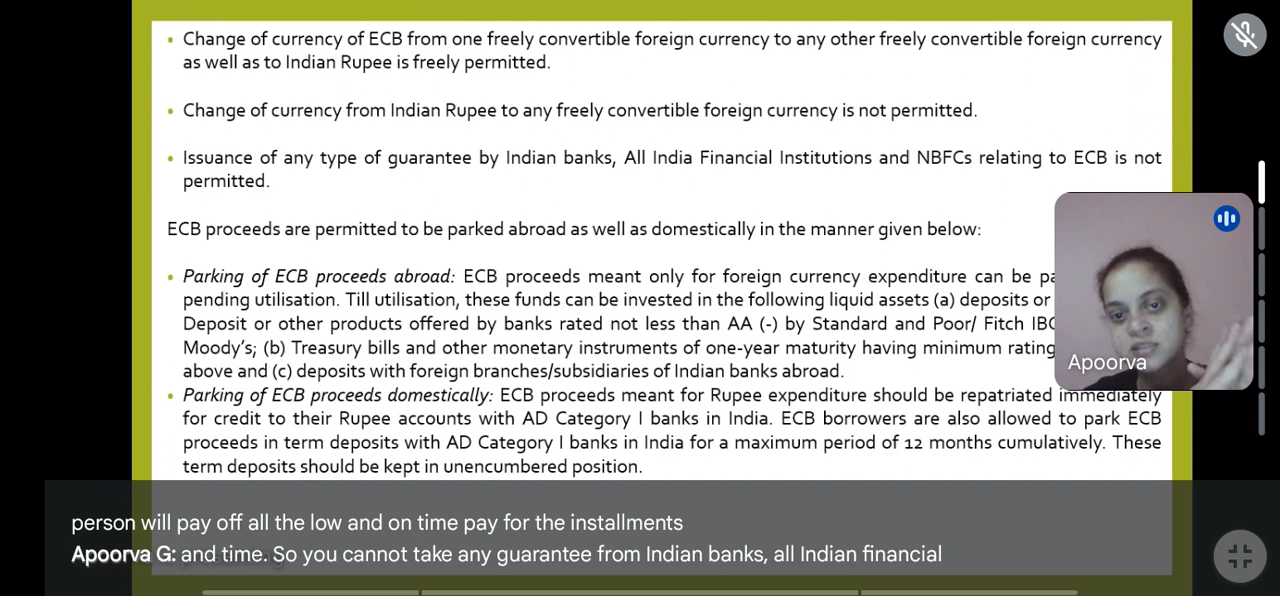 • Change of currency of ECB from one freely convertible foreign currency to any other freely convertible foreign currency
as well as to Indian Rupee is freely permitted.
• Change of currency from Indian Rupee to any freely convertible foreign currency is not permitted.
• Issuance of any type of guarantee by Indian banks, All India Financial Institutions and NBFCs relating to ECB is not
permitted.
ECB proceeds are permitted to be parked abroad as well as domestically in the manner given below:
• Parking of ECB proceeds abroad: ECB proceeds meant only for foreign currency expenditure can be
pending utilisation. Till utilisation, these funds can be invested in the following liquid assets (a) deposits or
Deposit or other products offered by banks rated not less than AA (-) by Standard and Poor/ Fitch
Moody's; (b) Treasury bills and other monetary instruments of one-year maturity having minimum rating
above and (c) deposits with foreign branches/subsidiaries of Indian banks abroad.
• Parking of ECB proceeds domestically: ECB proceeds meant for Rupee expenditure should be repatriated immediately
for credit to their Rupee accounts with AD Category I banks in India. ECB borrowers are also allowed to park ECB
proceeds in term deposits with AD Category I banks in India for a maximum period of 12 months cumulatively. These
term deposits should be kept in unencumbered position.
Apoorva
person will pay off all the low and on time pay for the installments
Apoorva G: and time. So you cannot take any guarantee from Indian banks, all Indian financial